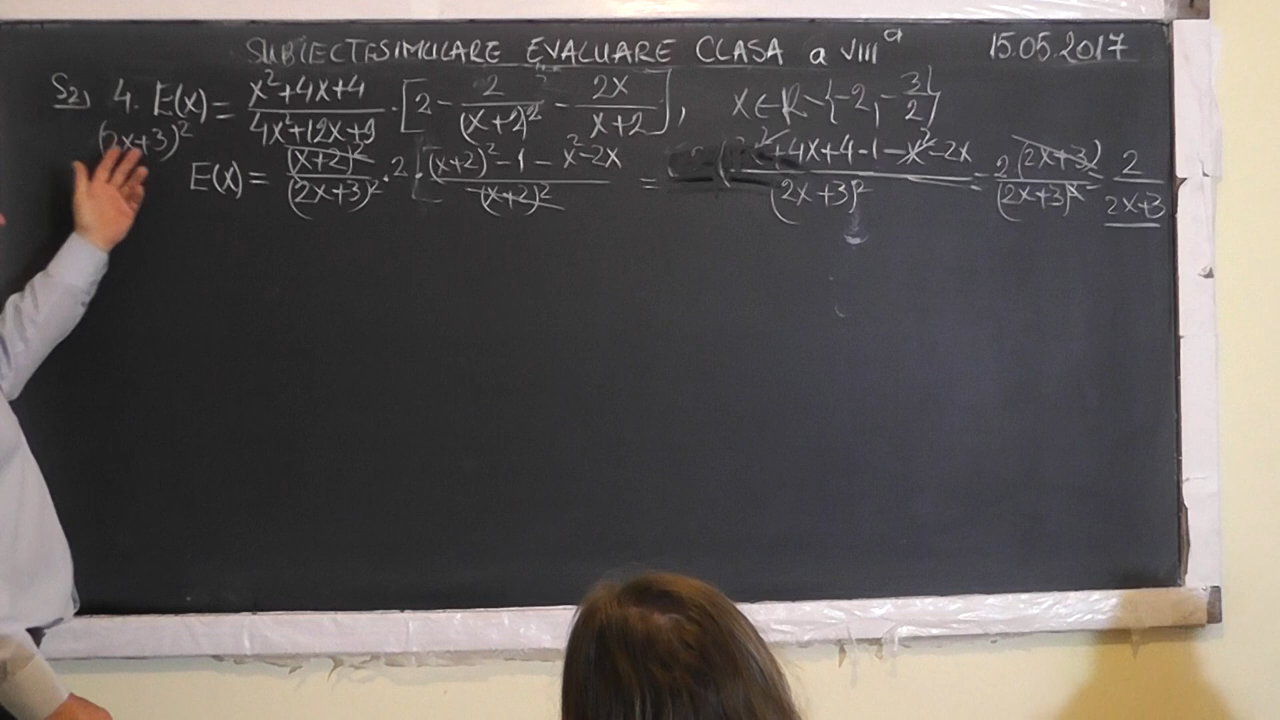 SUBIECTE SIMULARE EVALUARE CLASA a VIII^a 15.05.2017
S2, 4. E(x) = (x²+4x+4)/(4x²+12x+9) · [2 - 2/(x+2)² - 2x/(x+2)], x∈R-{-2, -3/2}
(2x+3)²
E(x) = (x+2)²/(2x+3)² · 2 · [(x+2)²-1-x²-2x/(x+2)² = x²+4x+4-1-x²-2x/(2x+3)² = 2(2x+3)/(2x+3)² = 2/(2x+3)